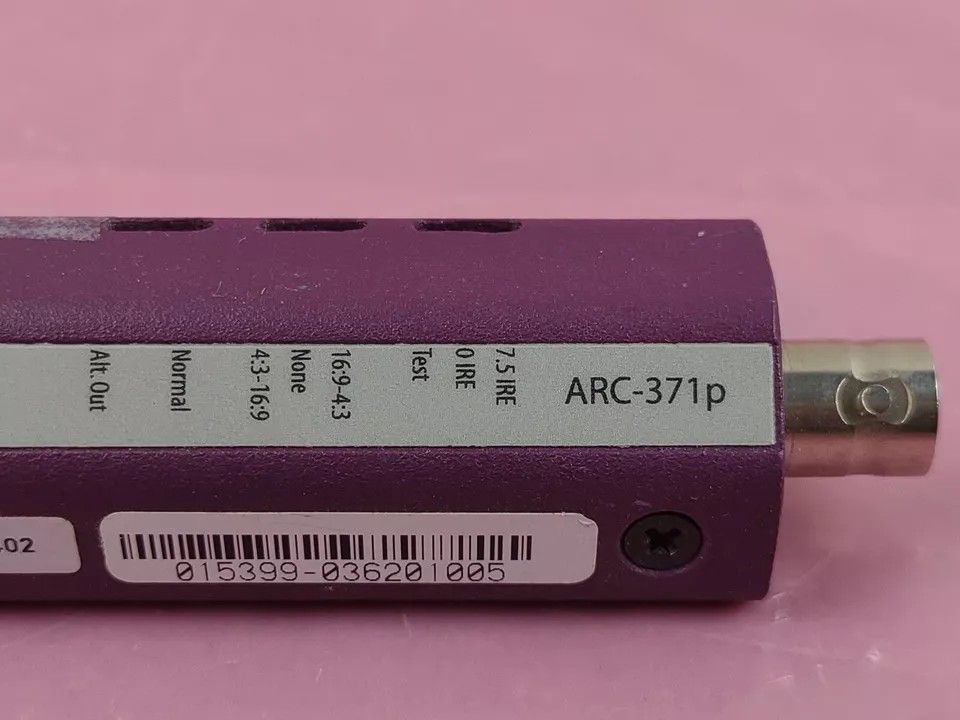 Alt. Out
Normal
4:3-16:9
None
16:9-4:3
Test
0 IRE
7.5 IRE
ARC-371p
402
015399-036201005